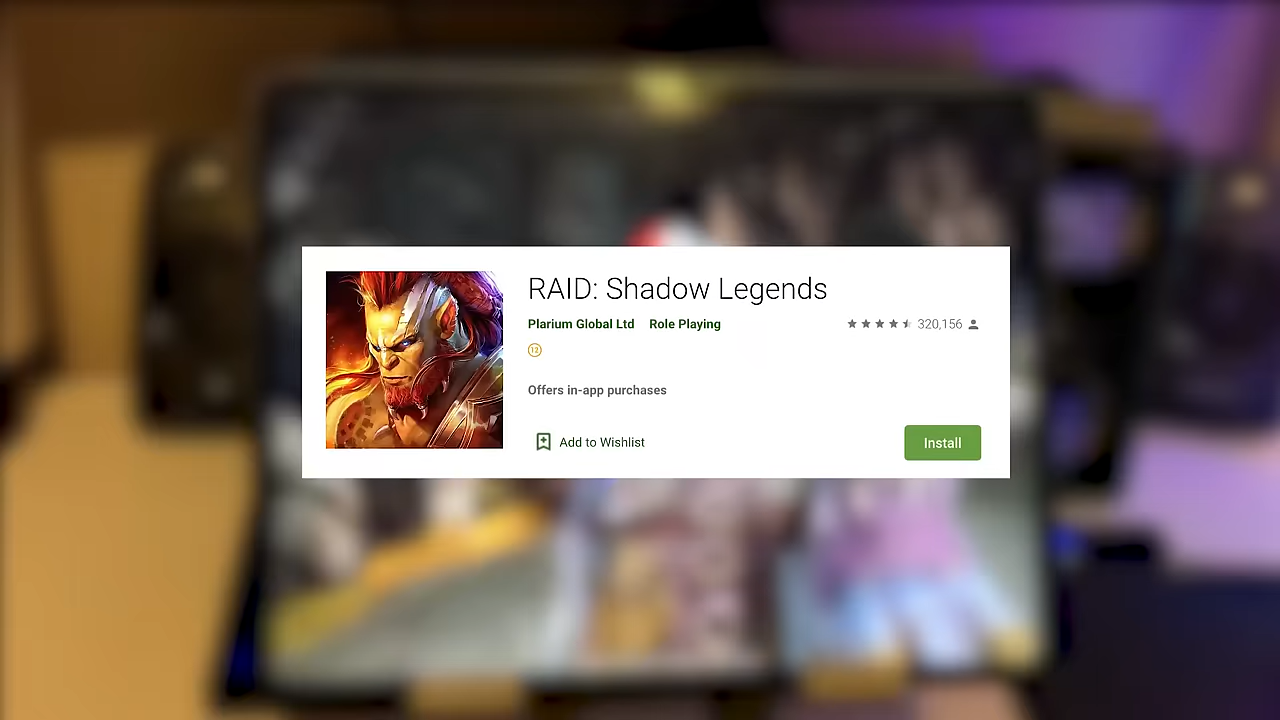 RAID: Shadow Legends
Plarium Global Ltd Role Playing 320,156
12
Offers in-app purchases
Add to Wishlist Install